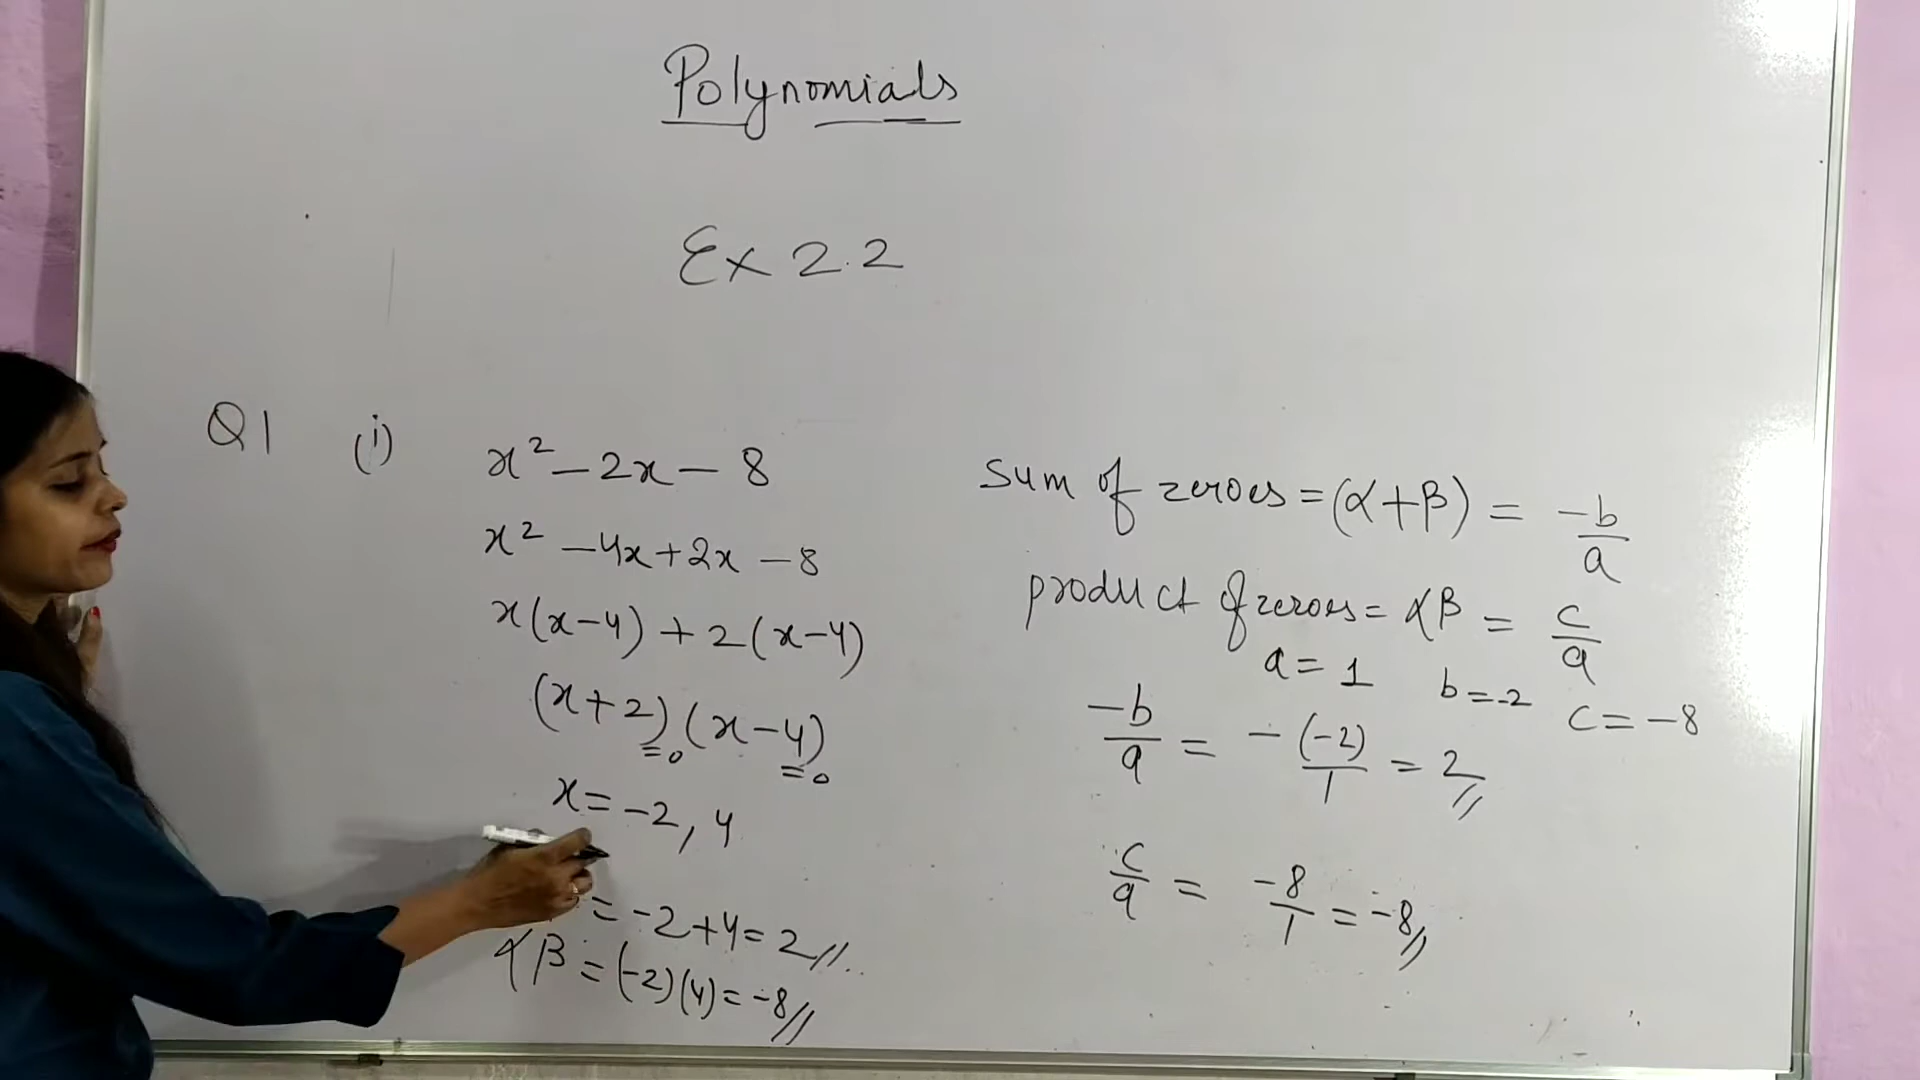 Polynomials
Ex 2.2
Q1 (i) x² - 2x - 8
x² - 4x + 2x - 8
x(x-4) + 2(x-4)
(x+2)(x-4)
=0 =0
x = -2, 4
= -2+4 = 2//
αβ = (-2)(4) = -8//
Sum of zeroes = (α+β) = -b/a
product of zeroes = αβ = c/a
a = 1 b = -2 c = -8
-b/a = -(-2)/1 = 2//
c/a = -8/1 = -8//